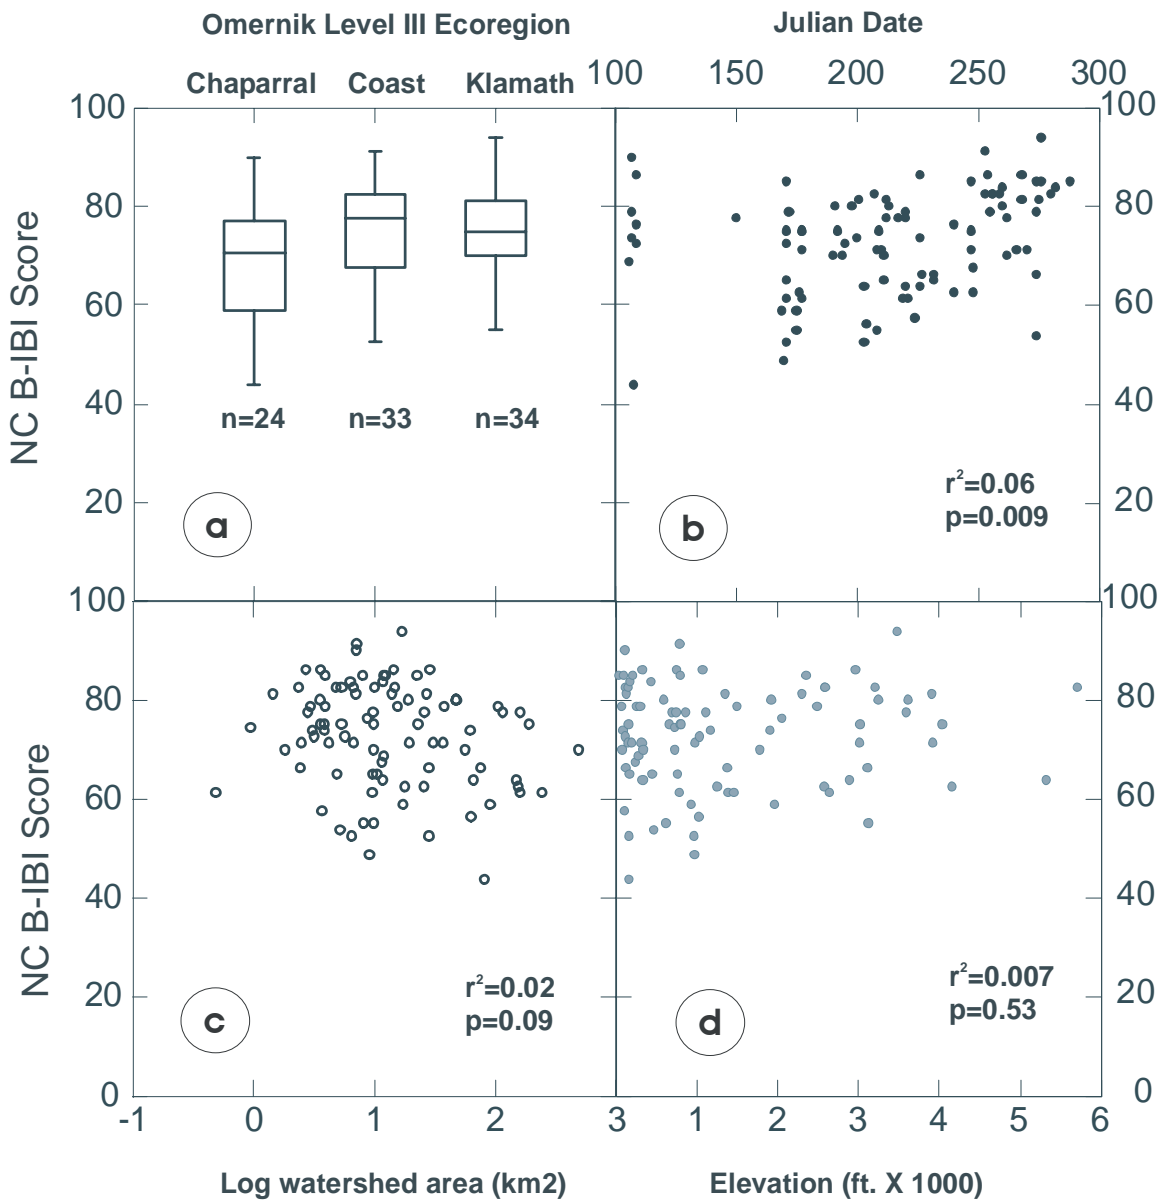 Omernik Level III Ecoregion
Julian Date
Chaparral Coast Klamath
100 150 200 250 300
100
80
60
40
20
100
NC B-IBI Score
n=24 n=33 n=34
a
100
80
60
40
20
100
r²=0.06
p=0.009
b
80
60
40
20
0
NC B-IBI Score
r²=0.02
p=0.09
c
80
60
40
20
0
r²=0.007
p=0.53
d
-1 0 1 2 3 1 2 3 4 5 6
Log watershed area (km2)
Elevation (ft. X 1000)